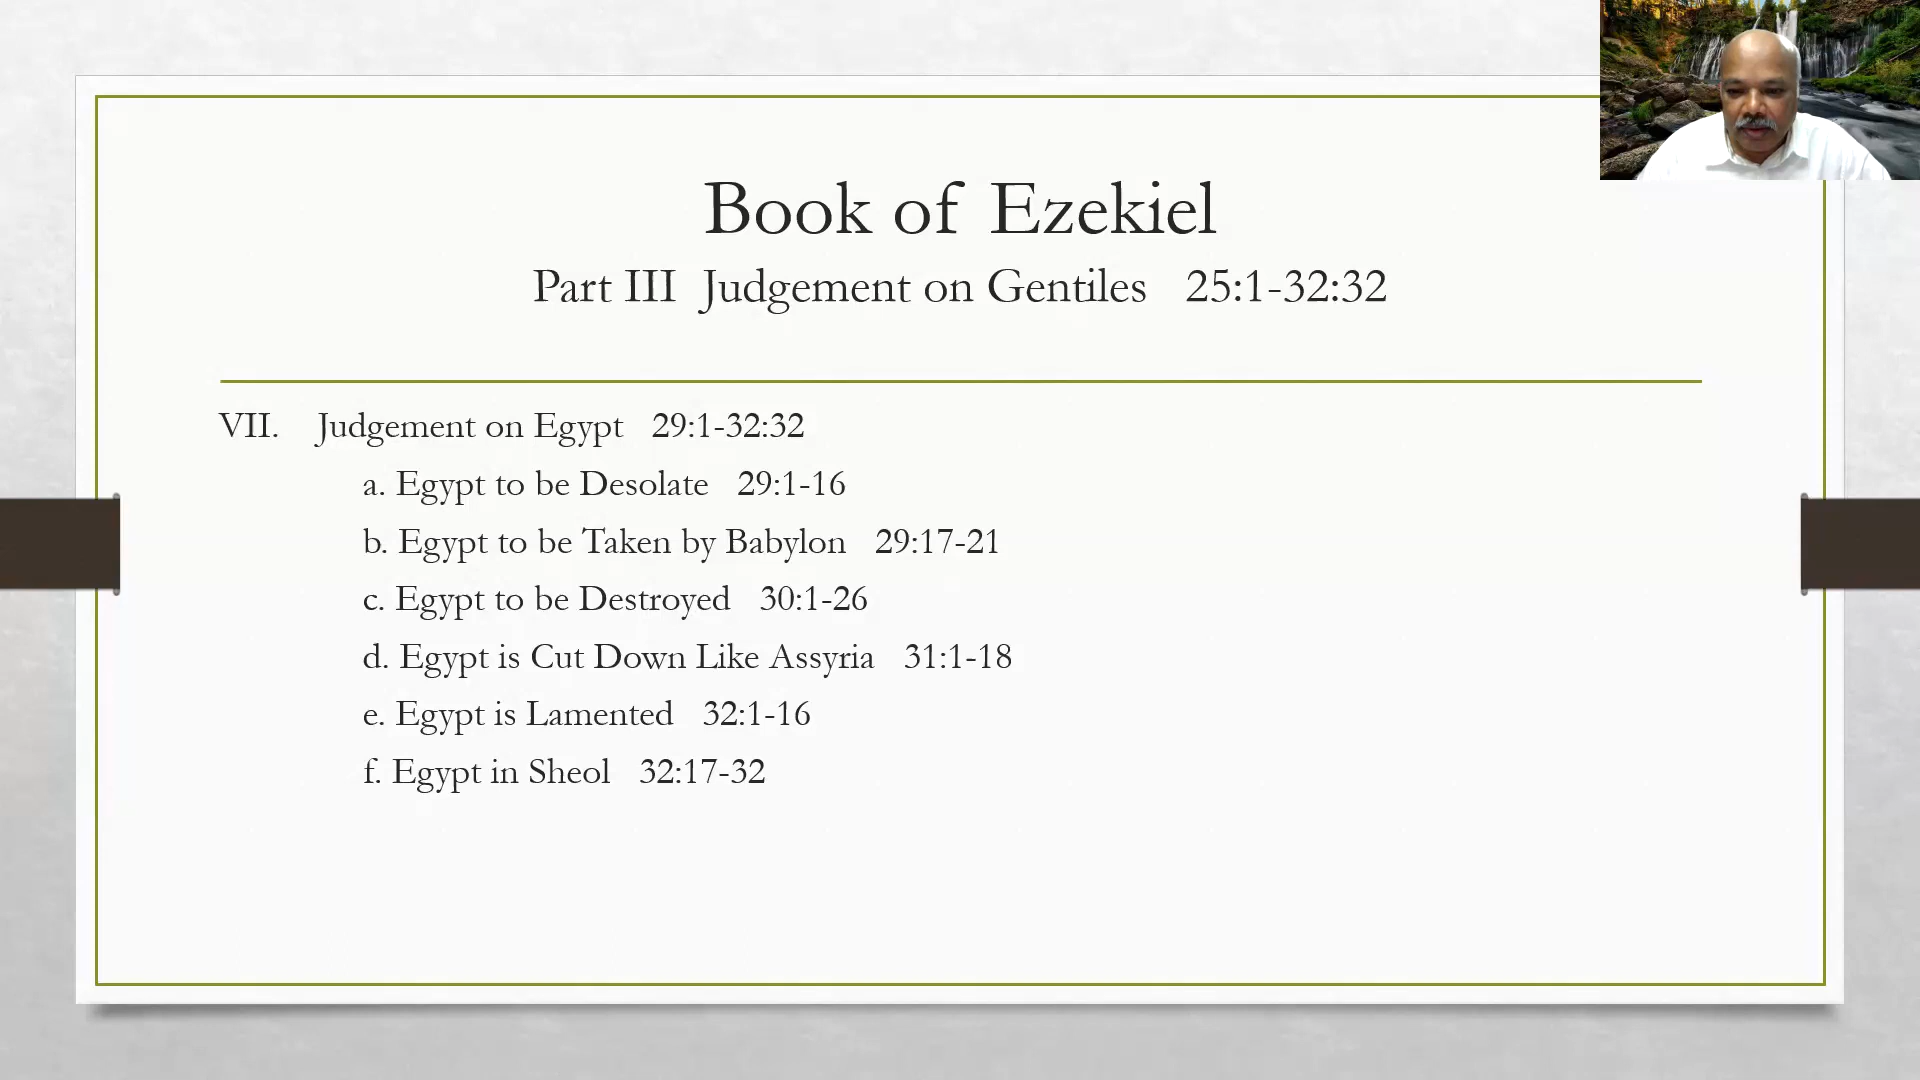 Book of Ezekiel
Part III Judgement on Gentiles 25:1-32:32
VII. Judgement on Egypt 29:1-32:32
a. Egypt to be Desolate 29:1-16
b. Egypt to be Taken by Babylon 29:17-21
c. Egypt to be Destroyed 30:1-26
d. Egypt is Cut Down Like Assyria 31:1-18
e. Egypt is Lamented 32:1-16
f. Egypt in Sheol 32:17-32